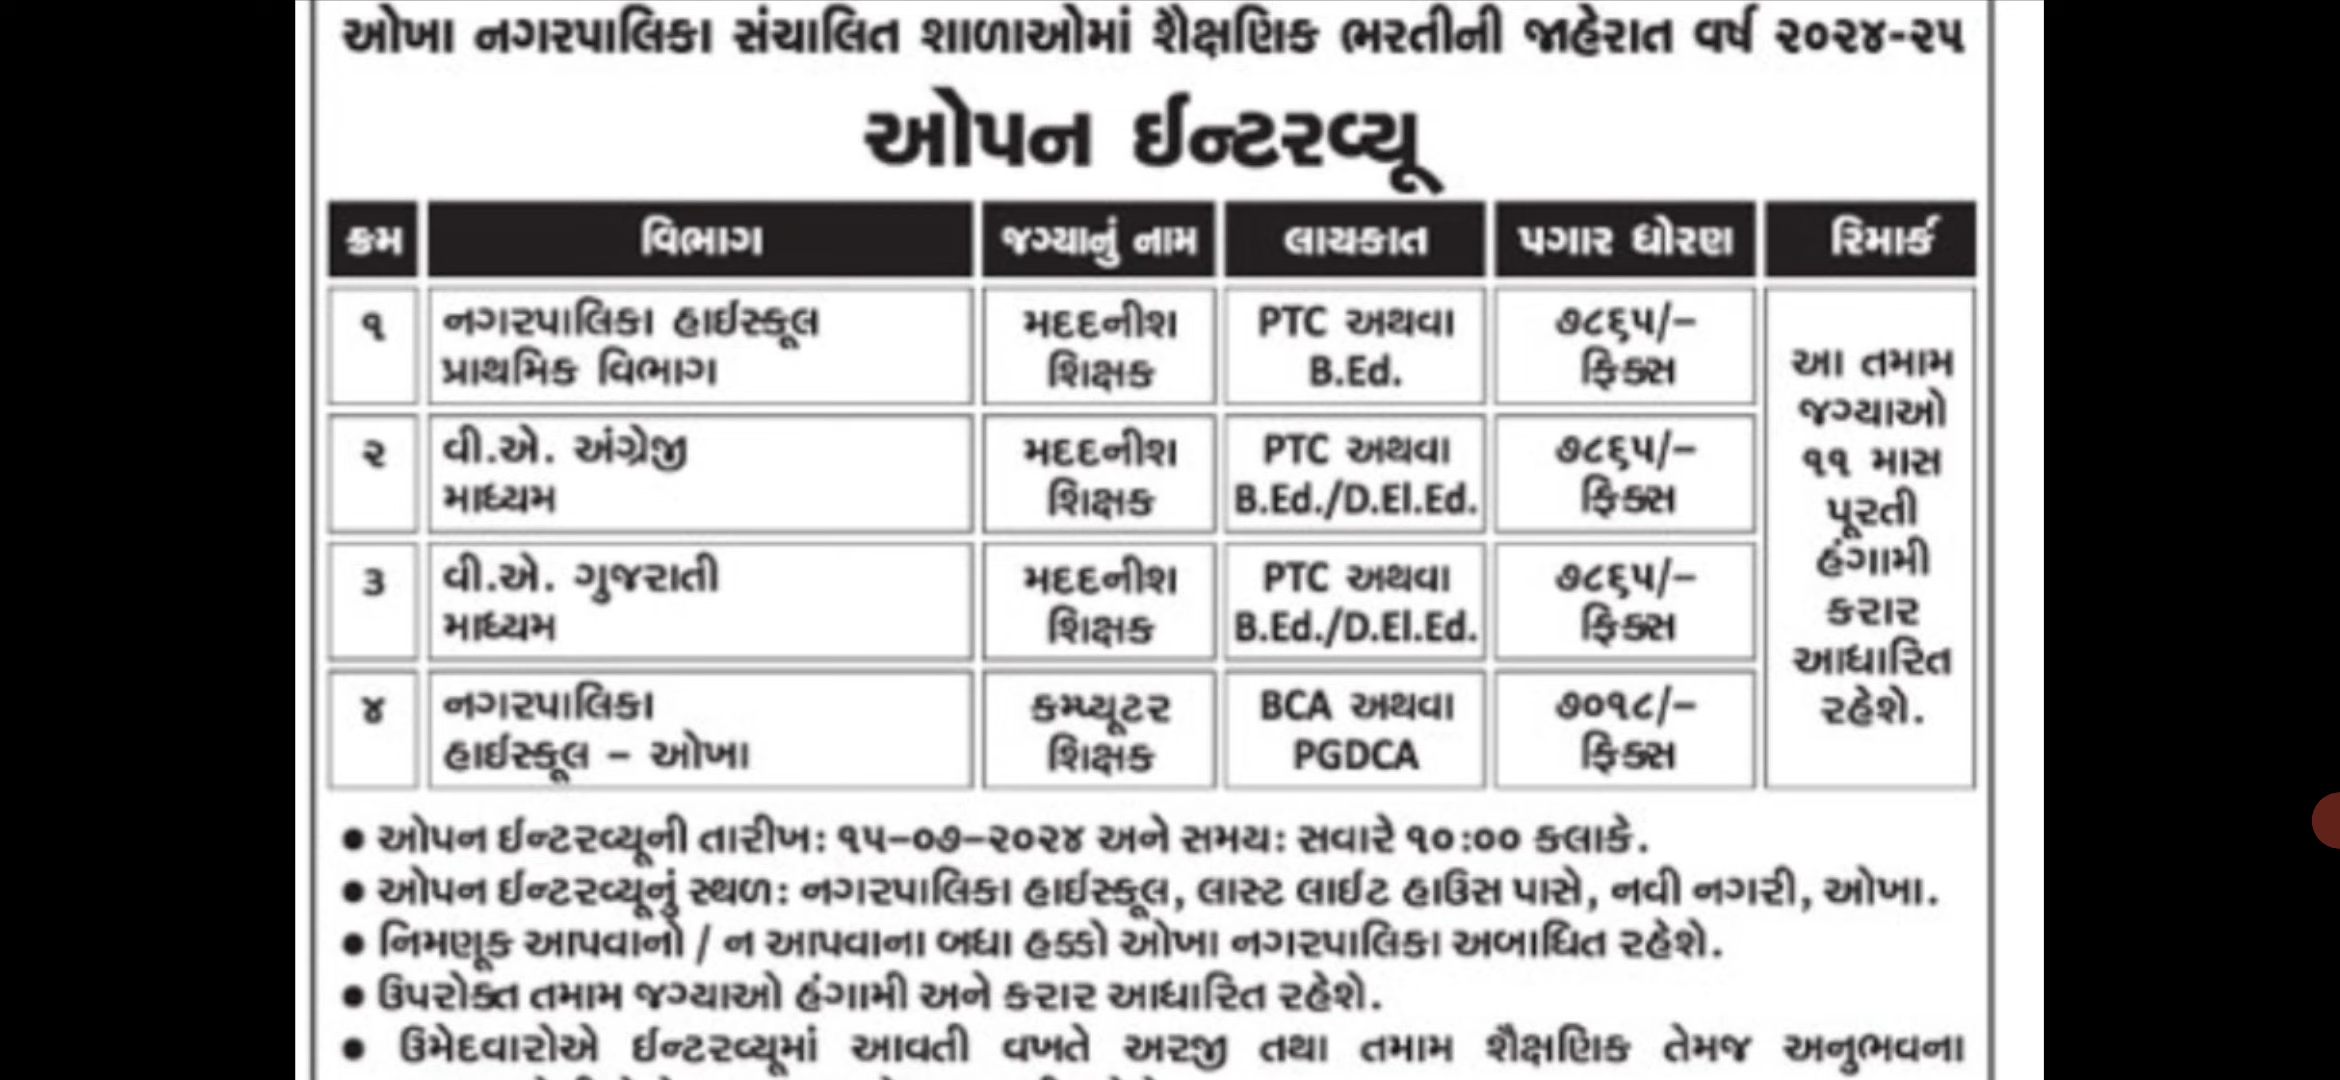 ઓખા નગરપાલિકા સંચાલિત શાળાઓમાં શૈક્ષણિક ભરતીની જાહેરાત વર્ષ ૨૦૨૪-૨૫
ઓપન ઈન્ટરવ્યૂ
ક્રમ વિભાગ જગ્યાનું નામ લાયકાત પગાર ધોરણ રિમાર્ક
૧ નગરપાલિકા હાઈસ્કૂલ મદદનીશ PTC અથવા ૭૮૬૫/–
પ્રાથમિક વિભાગ શિક્ષક B.Ed. ફિક્સ
૨ વી.એ. અંગ્રેજી મદદનીશ PTC અથવા ૭૮૬૫/–
માધ્યમ શિક્ષક B.Ed./D.El.Ed. ફિક્સ
૩ વી.એ. ગુજરાતી મદદનીશ PTC અથવા ૭૮૬૫/–
માધ્યમ શિક્ષક B.Ed./D.El.Ed. ફિક્સ
૪ નગરપાલિકા કમ્પ્યૂટર BCA અથવા ૭૦૧૮/–
હાઈસ્કૂલ – ઓખા શિક્ષક PGDCA ફિક્સ
આ તમામ
જગ્યાઓ
૧૧ માસ
પૂરતી
હંગામી
કરાર
આધારિત
રહેશે.
● ઓપન ઈન્ટરવ્યૂની તારીખ: ૧૫–૦૭–૨૦૨૪ અને સમય: સવારે ૧૦:૦૦ કલાકે.
● ઓપન ઈન્ટરવ્યૂનું સ્થળ: નગરપાલિકા હાઈસ્કૂલ, લાસ્ટ લાઈટ હાઉસ પાસે, નવી નગરી, ઓખા.
● નિમણૂક આપવાનો / ન આપવાના બધા હક્કો ઓખા નગરપાલિકા અબાધિત રહેશે.
● ઉપરોક્ત તમામ જગ્યાઓ હંગામી અને કરાર આધારિત રહેશે.
● ઉમેદવારોએ ઈન્ટરવ્યૂમાં આવતી વખતે અરજી તથા તમામ શૈક્ષણિક તેમજ અનુભવના